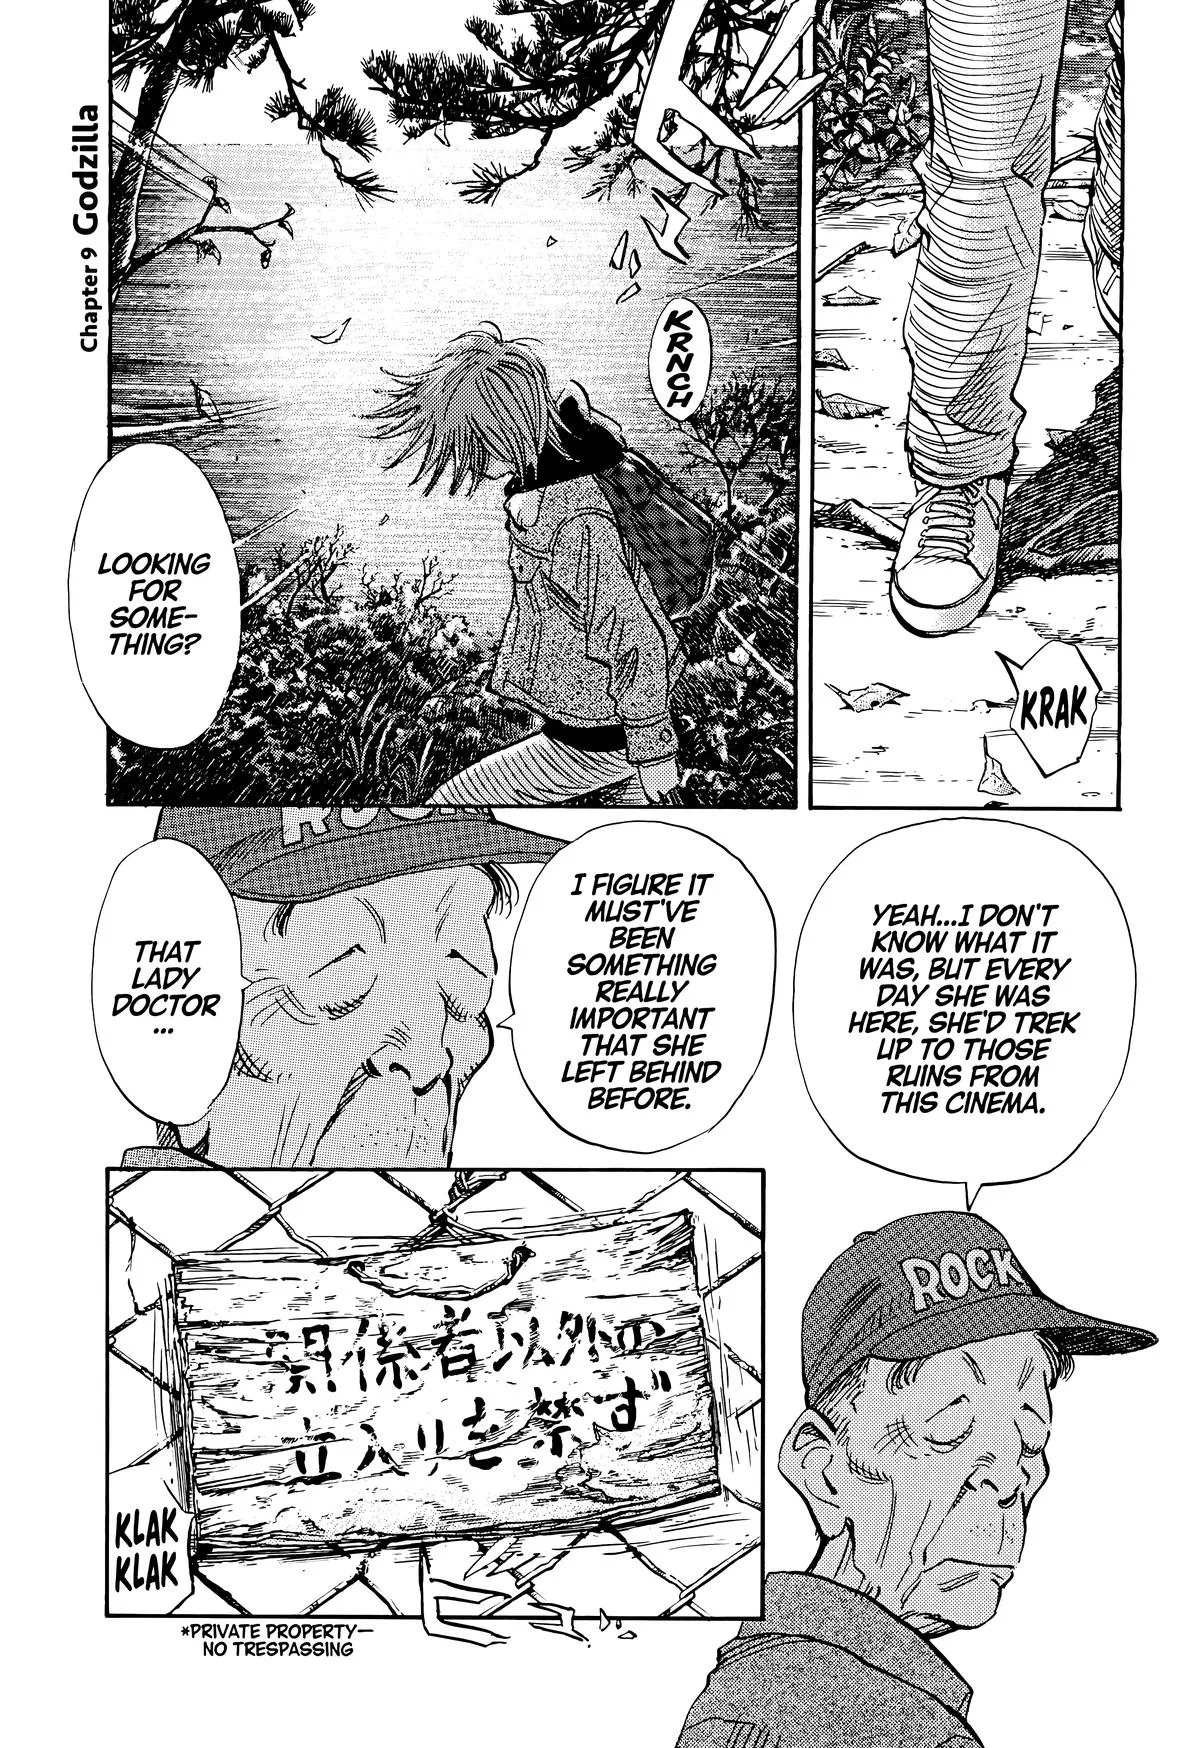 Chapter 9 Godzilla
KRAK
KRNCH
LOOKING
FOR
SOME-
THING?
YEAH...I DON'T
KNOW WHAT IT
WAS, BUT EVERY
DAY SHE WAS
HERE, SHE'D TREK
UP TO THOSE
RUINS FROM
THIS CINEMA.
I FIGURE IT
MUST'VE
BEEN
SOMETHING
REALLY
IMPORTANT
THAT SHE
LEFT BEHIND
BEFORE.
ROCK
THAT
LADY
DOCTOR
...
ROCK
関係者以外の
立入りを禁ず
KLAK
KLAK
*PRIVATE PROPERTY—
NO TRESPASSING